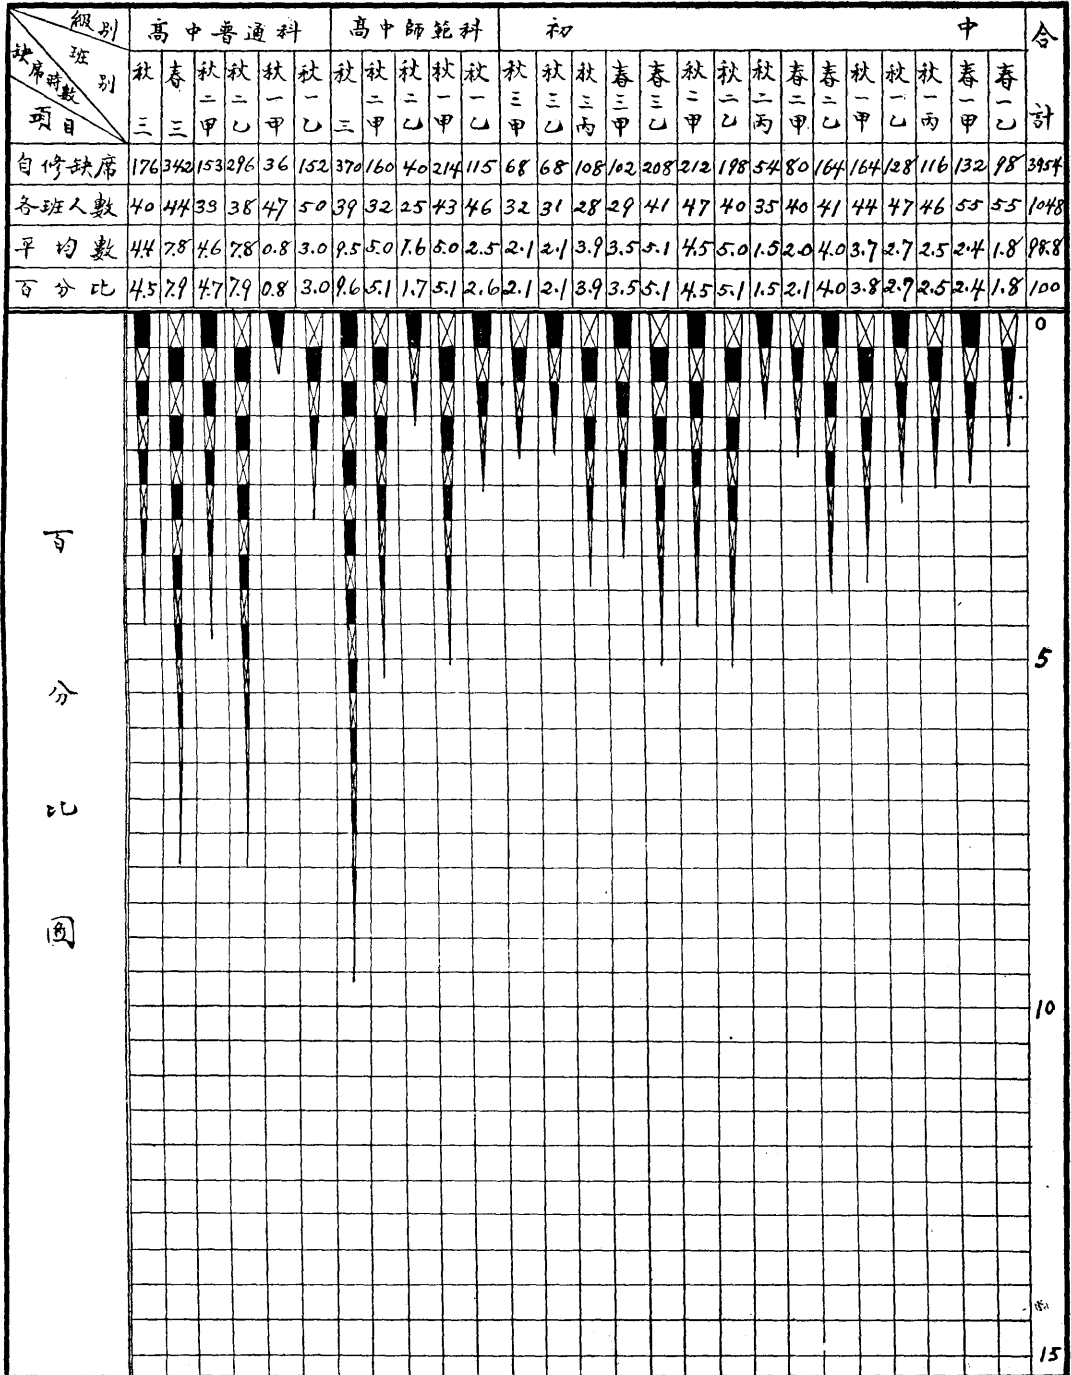 級別 高中普通科 高中師範科 初中 合計
班別 秋三 春三 秋二甲 秋二乙 秋一甲 秋一乙 秋三 秋二甲 秋二乙 秋一甲 秋一乙 秋三甲 秋三乙 秋三丙 春三甲 春三乙 秋二甲 秋二乙 秋二丙 春二甲 春二乙 秋一甲 秋一乙 秋一丙 春一甲 春一乙
缺席時數
項目
自修缺席 176 342 153 296 36 152 370 160 40 214 115 68 68 108 102 208 212 198 54 80 164 164 128 116 132 98 3954
各班人數 40 44 33 38 47 50 39 32 25 43 46 32 31 28 29 41 47 40 35 40 41 44 47 46 55 55 1048
平均數 4.4 7.8 4.6 7.8 0.8 3.0 9.5 5.0 1.6 5.0 2.5 2.1 2.1 3.9 3.5 5.1 4.5 5.0 1.5 2.0 4.0 3.7 2.7 2.5 2.4 1.8 98.8
百分比 4.5 7.9 4.7 7.9 0.8 3.0 9.6 5.1 1.7 5.1 2.6 2.1 2.1 3.9 3.5 5.1 4.5 5.1 1.5 2.1 4.0 3.8 2.7 2.5 2.4 1.8 100
百分比圖
0
5
10
15